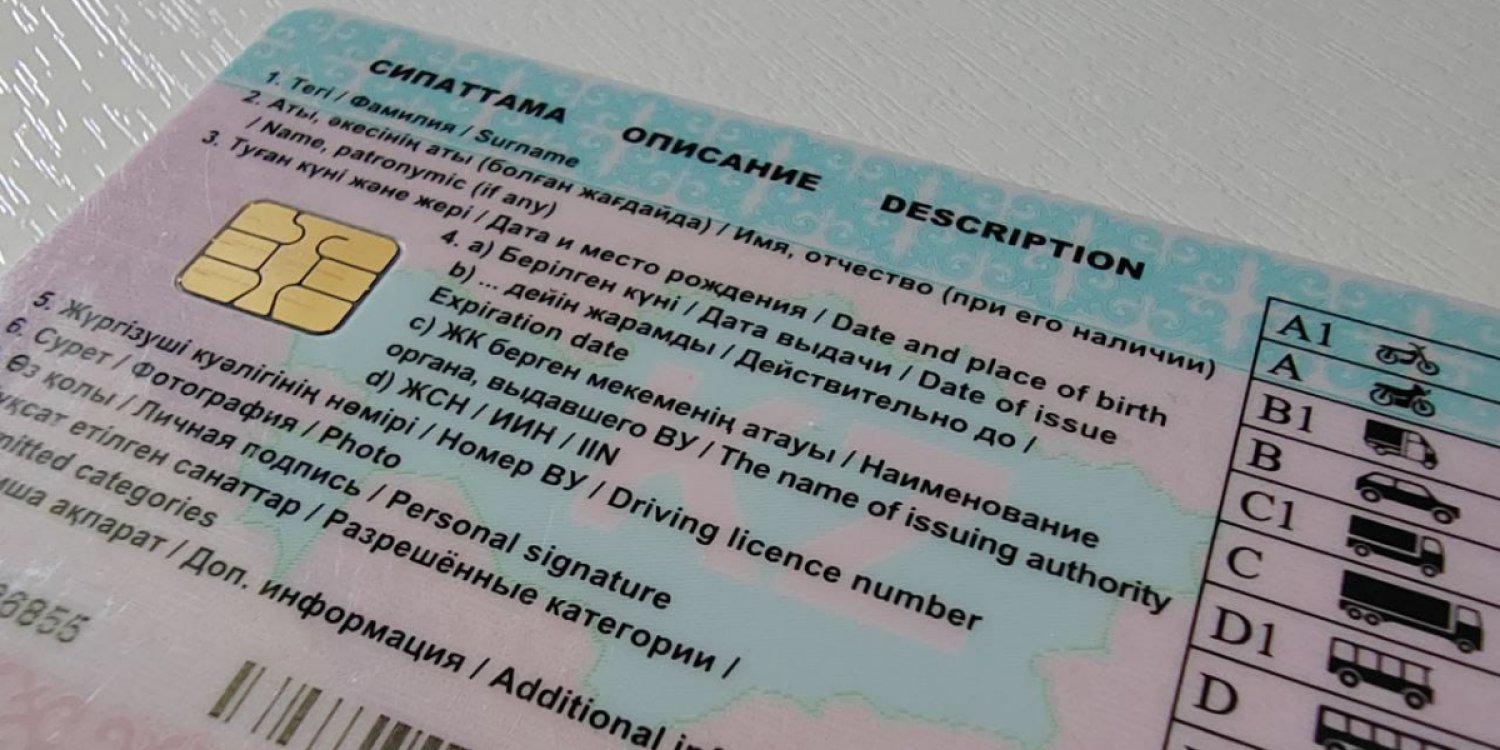 СИПАТТАМА ОПИСАНИЕ DESCRIPTION
1. Тегі / Фамилия / Surname
2. Аты, әкесінің аты (болған жағдайда) / Имя, отчество (при его наличии)
/ Name, patronymic (if any)
3. Туған күні және жері / Дата и место рождения / Date and place of birth
4. a) Берілген күні / Дата выдачи / Date of issue
b) ... дейін жарамды / Действительно до /
Expiration date
c) ЖК берген мекеменің атауы / Наименование
органа, выдавшего ВУ / The name of issuing authority
d) ЖСН / ИИН / IIN
5. Жүргізуші куәлігінің нөмірі / Номер ВУ / Driving licence number
6. Сурет / Фотография / Photo
Өз қолы / Личная подпись / Personal signature
етілген санаттар / Разрешённые категории /
categories
ақпарат / Доп. информация / Additional
6855
A1
A
B1
B
C1
C
D1
D